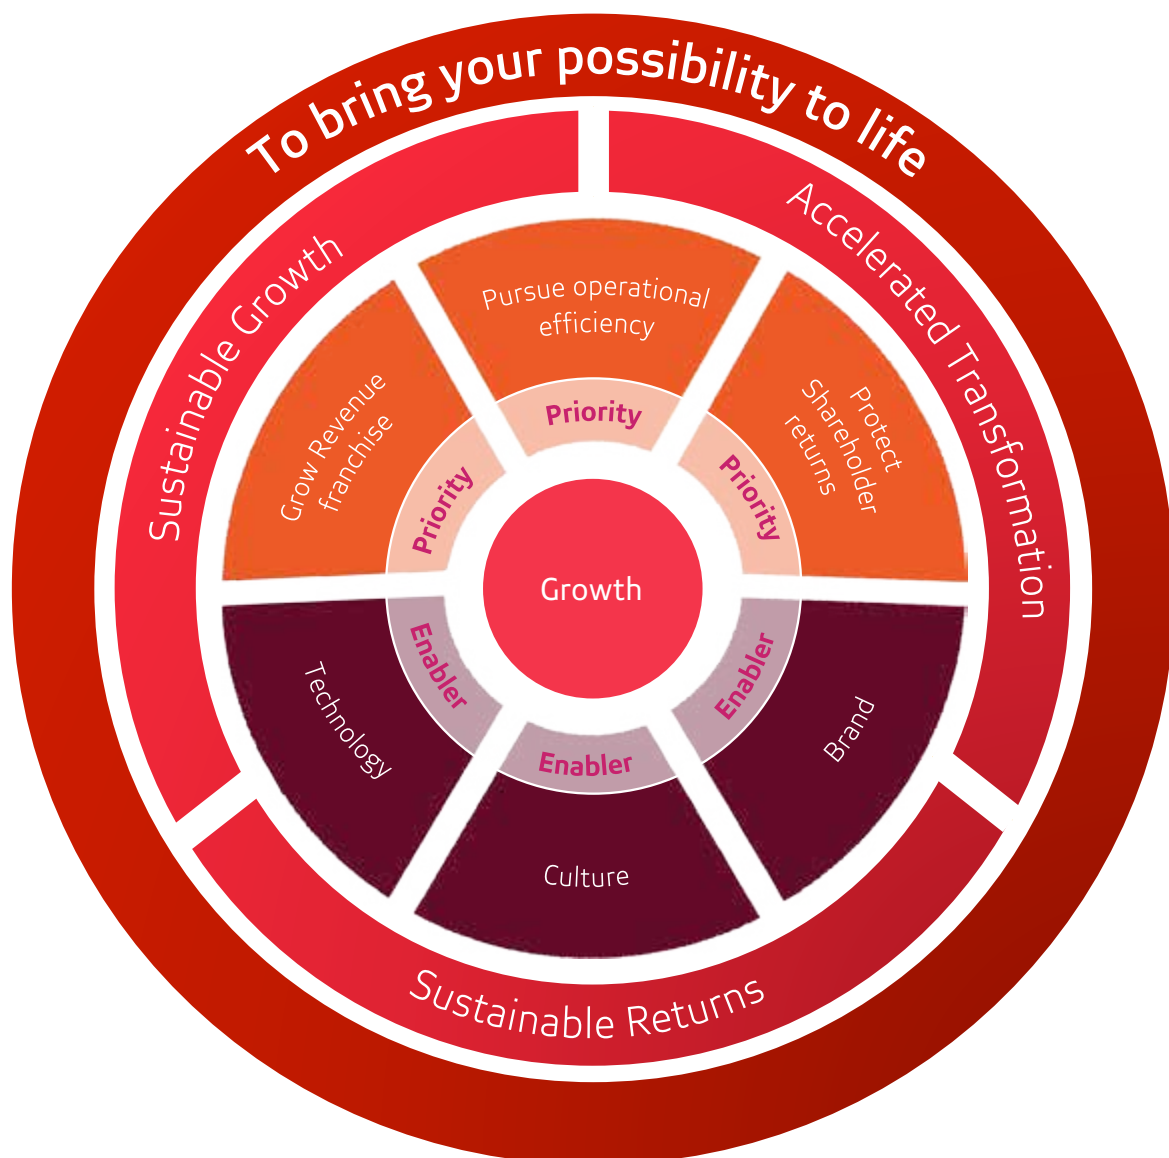 To bring your possibility to life
Sustainable Growth
Accelerated Transformation
Sustainable Returns
Pursue operational
efficiency
Priority
Grow Revenue
franchise
Priority
Protect
Shareholder
returns
Priority
Growth
Technology
Enabler
Culture
Enabler
Brand
Enabler